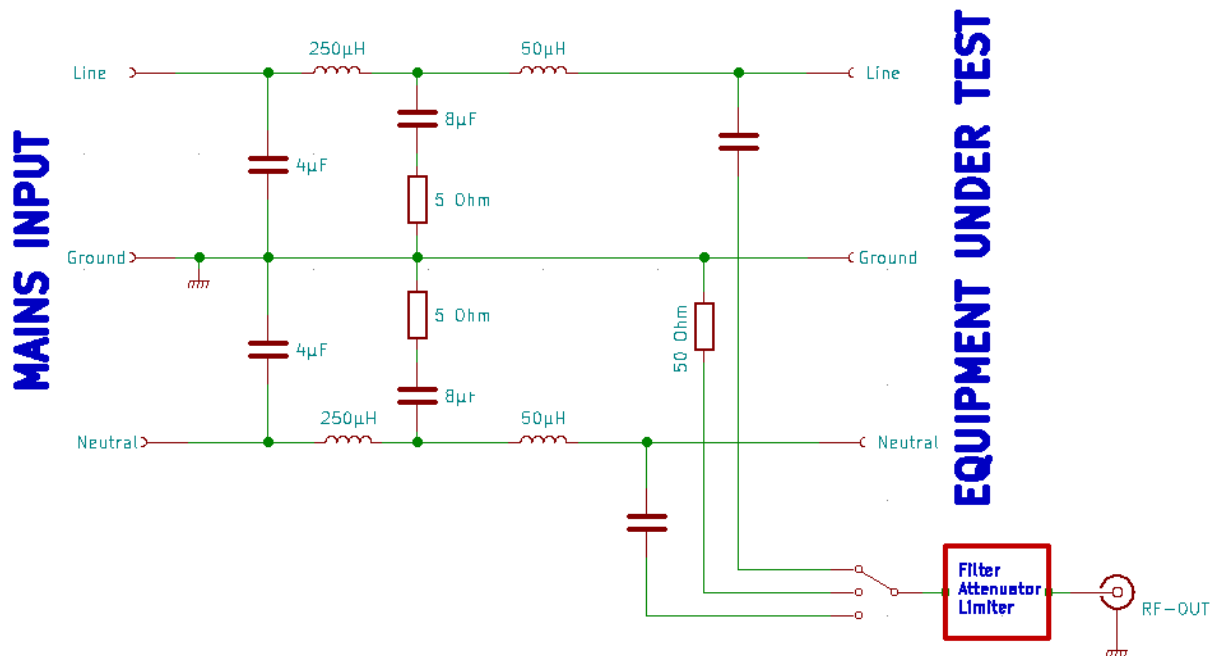 250µH
50µH
Line
Line
8µF
4µF
5 Ohm
MAINS INPUT
EQUIPMENT UNDER TEST
Ground
Ground
5 Ohm
50 Ohm
4µF
8µF
250µH
50µH
Neutral
Neutral
Filter
Attenuator
Limiter
RF-OUT